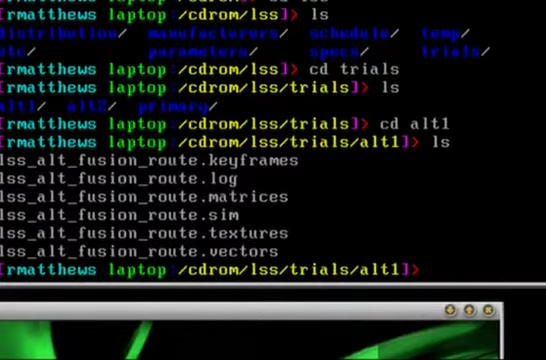 [rmatthews laptop:/cdrom/lss]> ls
distribution/ manufacturers/ schedule/ temp/
etc/ parameters/ specs/ trials/
[rmatthews laptop:/cdrom/lss]> cd trials
[rmatthews laptop:/cdrom/lss/trials]> ls
alt1/ alt2/ primary/
[rmatthews laptop:/cdrom/lss/trials]> cd alt1
[rmatthews laptop:/cdrom/lss/trials/alt1]> ls
lss_alt_fusion_route.keyframes
lss_alt_fusion_route.log
lss_alt_fusion_route.matrices
lss_alt_fusion_route.sim
lss_alt_fusion_route.textures
lss_alt_fusion_route.vectors
[rmatthews laptop:/cdrom/lss/trials/alt1]>